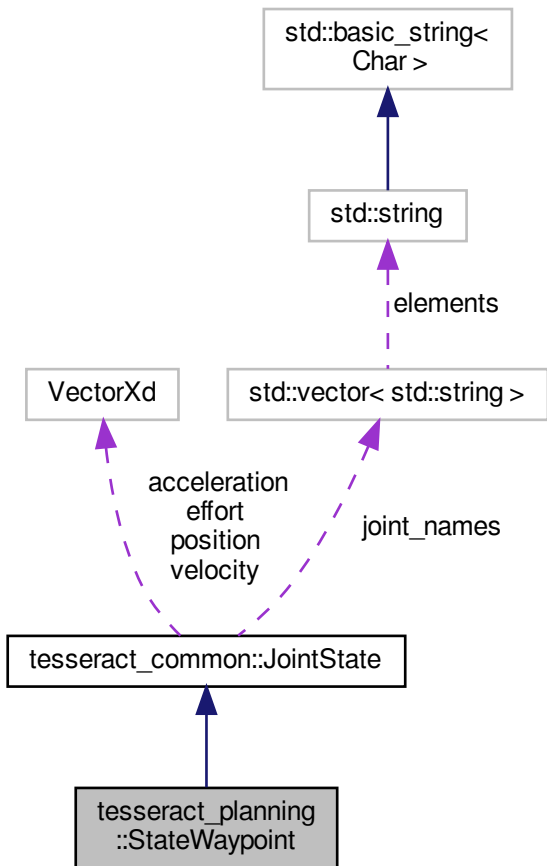 std::basic_string<
Char >
std::string
elements
VectorXd
std::vector< std::string >
acceleration
effort
position
velocity
joint_names
tesseract_common::JointState
tesseract_planning
::StateWaypoint